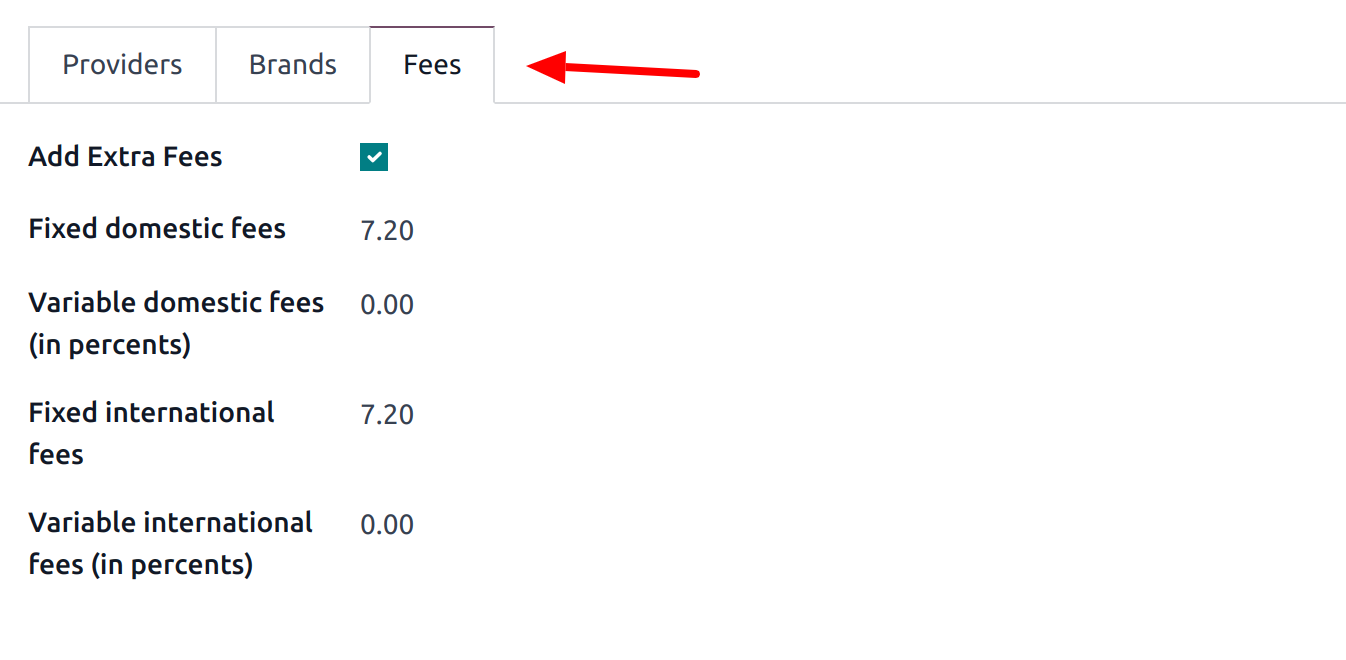 Providers Brands Fees
Add Extra Fees
Fixed domestic fees 7.20
Variable domestic fees 0.00
(in percents)
Fixed international 7.20
fees
Variable international 0.00
fees (in percents)